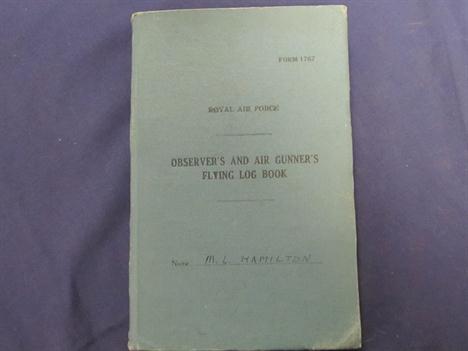 FORM 1767
ROYAL AIR FORCE
OBSERVER'S AND AIR GUNNER'S
FLYING LOG BOOK
Name M. L HAMILTON